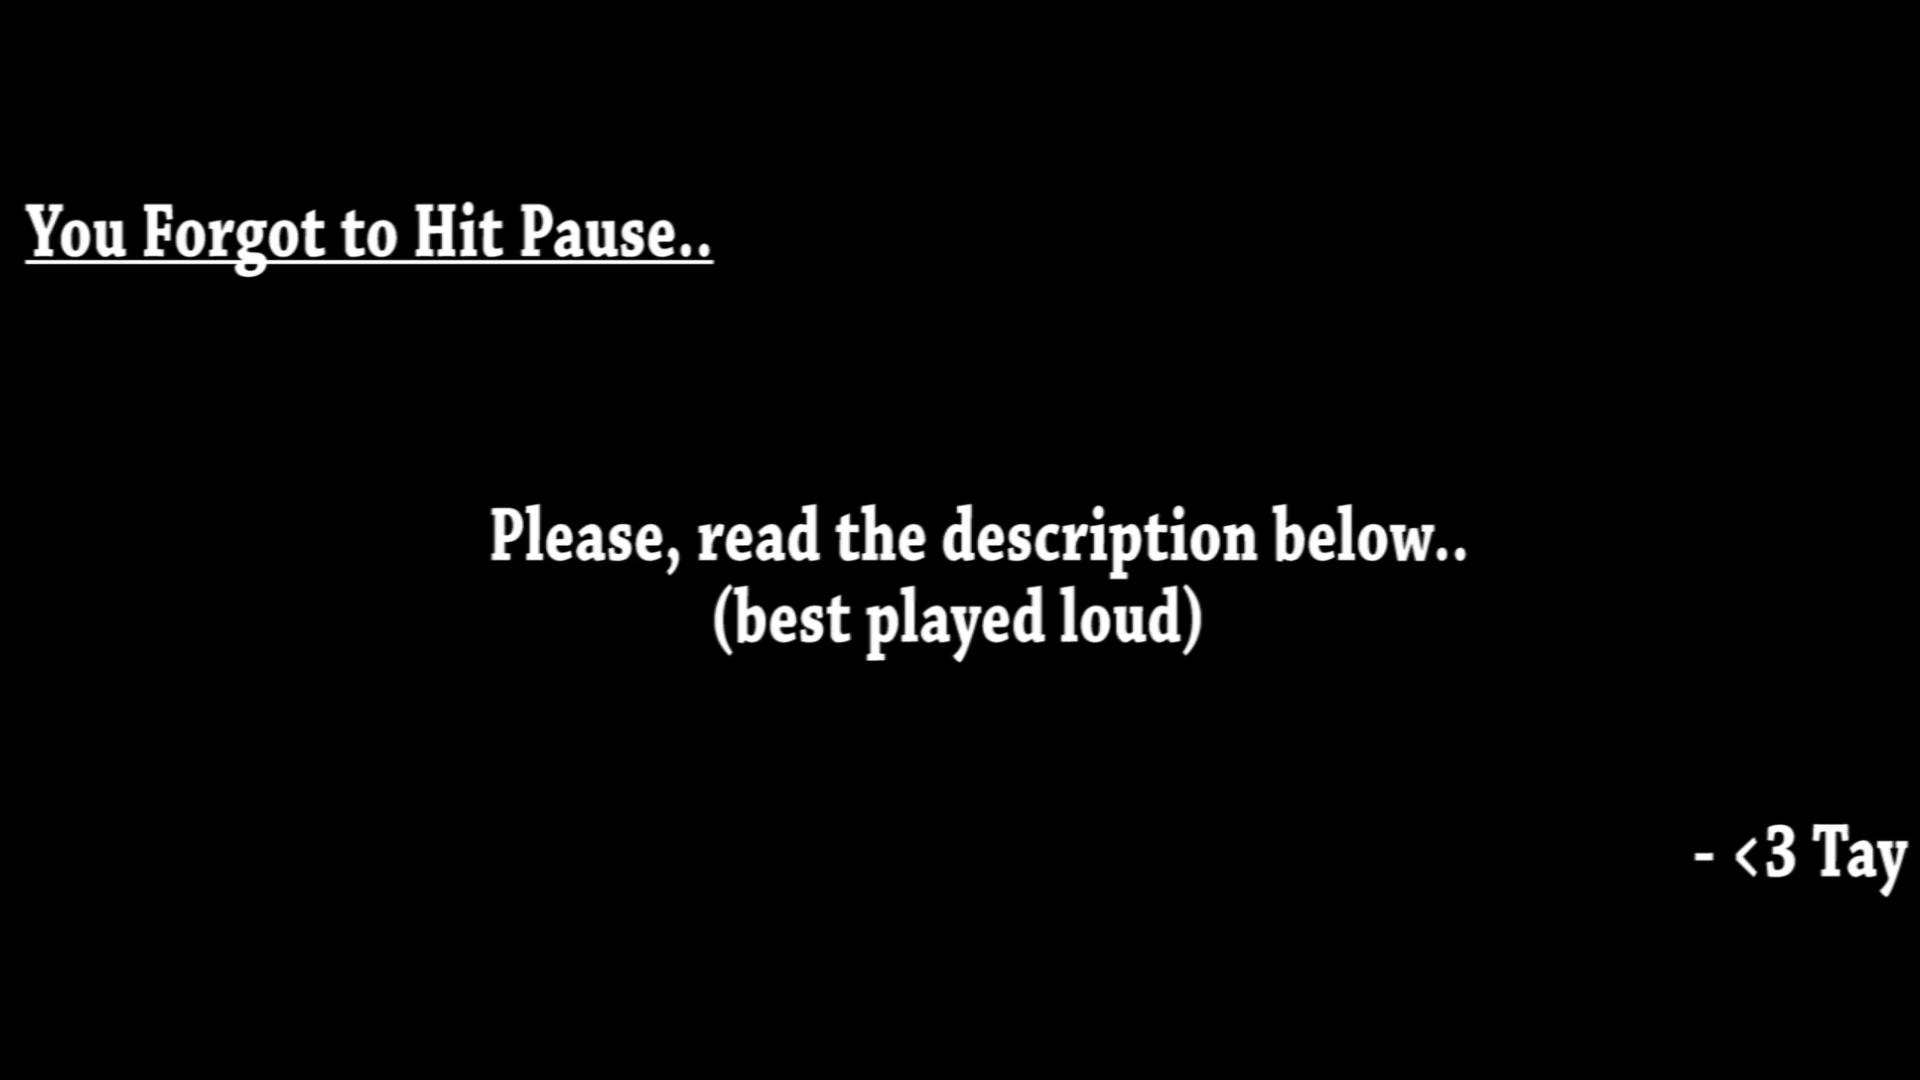 You Forgot to Hit Pause..
Please, read the description below..
(best played loud)
- <3 Tay